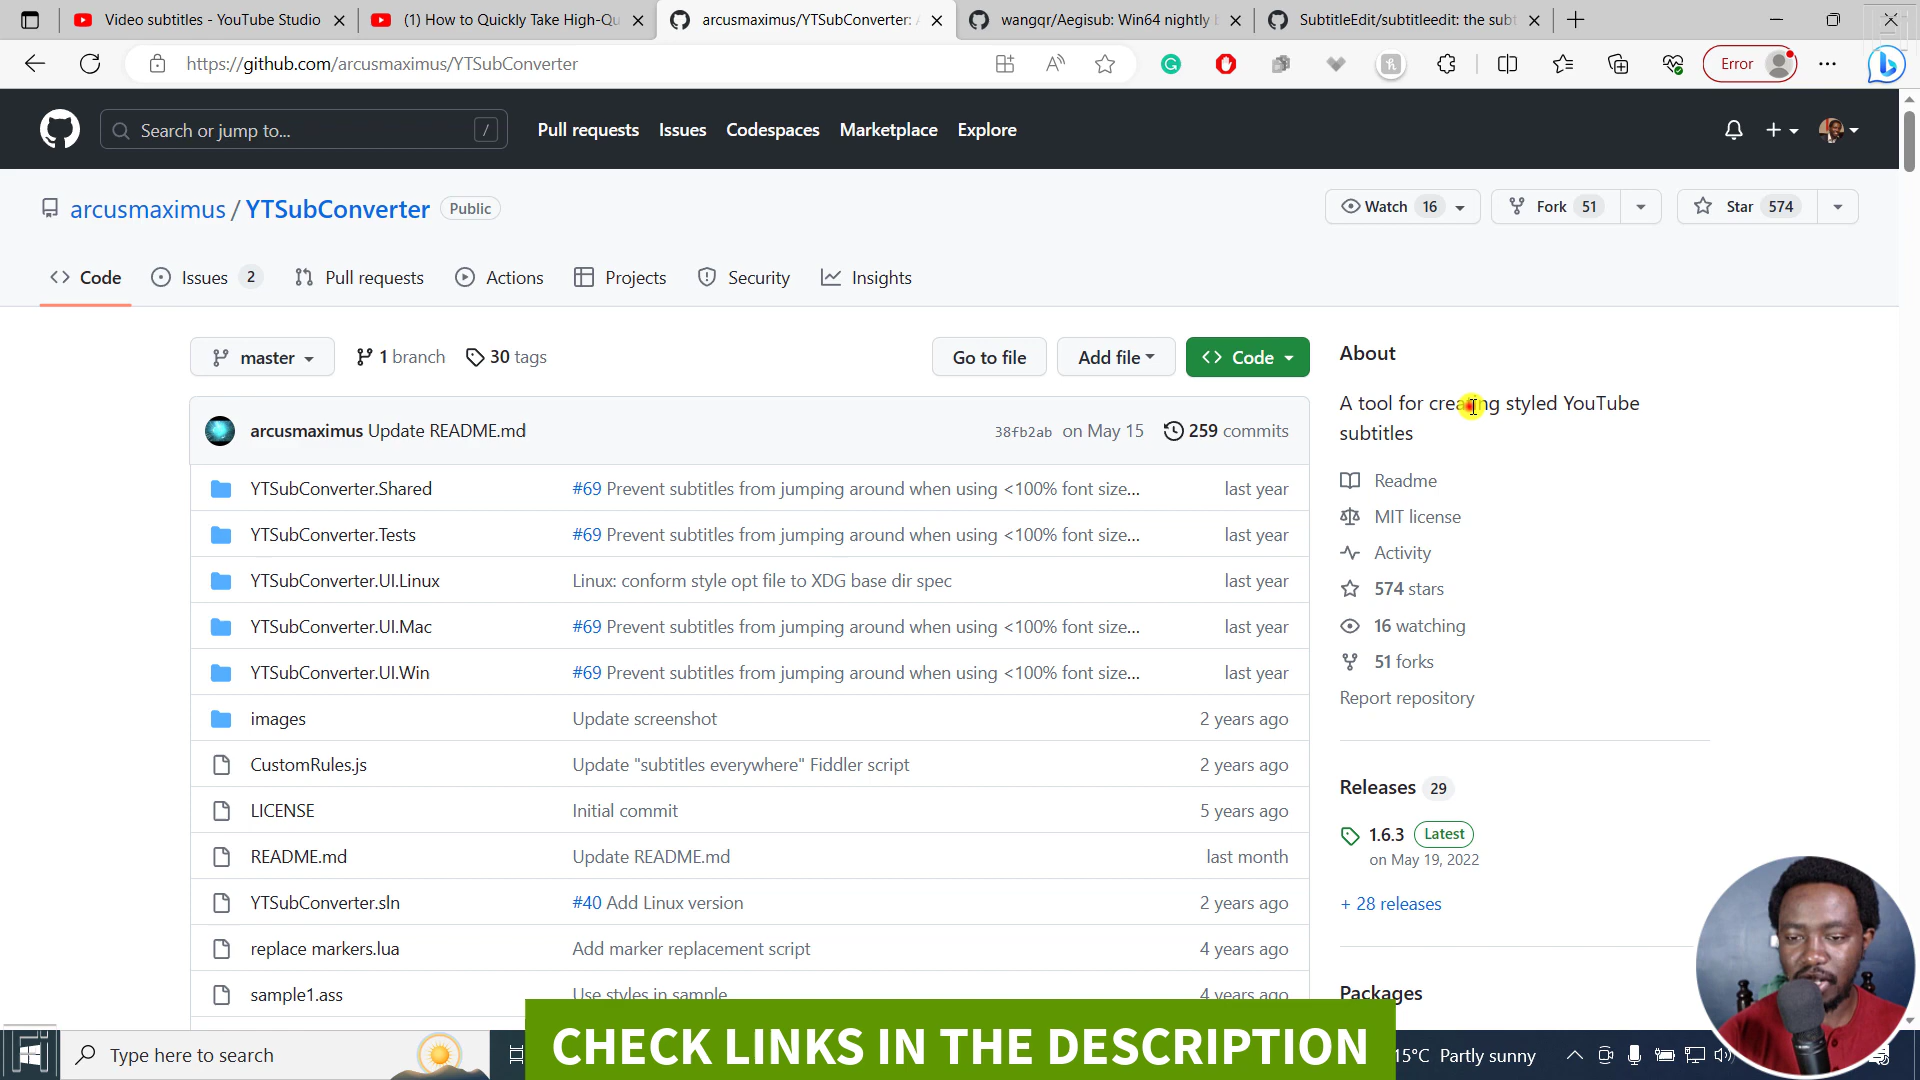 Video subtitles - YouTube Studio
(1) How to Quickly Take High-Qu
arcusmaximus/YTSubConverter: A
wangqr/Aegisub: Win64 nightly b
SubtitleEdit/subtitleedit: the subt
https://github.com/arcusmaximus/YTSubConverter
Error
Search or jump to...
/
Pull requests
Issues
Codespaces
Marketplace
Explore
arcusmaximus / YTSubConverter
Public
Watch 16
Fork 51
Star 574
Code
Issues 2
Pull requests
Actions
Projects
Security
Insights
master
1 branch
30 tags
Go to file
Add file
Code
About
A tool for creating styled YouTube
subtitles
arcusmaximus Update README.md
38fb2ab on May 15
259 commits
YTSubConverter.Shared
#69 Prevent subtitles from jumping around when using <100% font size...
last year
YTSubConverter.Tests
#69 Prevent subtitles from jumping around when using <100% font size...
last year
YTSubConverter.UI.Linux
Linux: conform style opt file to XDG base dir spec
last year
YTSubConverter.UI.Mac
#69 Prevent subtitles from jumping around when using <100% font size...
last year
YTSubConverter.UI.Win
#69 Prevent subtitles from jumping around when using <100% font size...
last year
images
Update screenshot
2 years ago
CustomRules.js
Update "subtitles everywhere" Fiddler script
2 years ago
LICENSE
Initial commit
5 years ago
README.md
Update README.md
last month
YTSubConverter.sln
#40 Add Linux version
2 years ago
replace markers.lua
Add marker replacement script
4 years ago
sample1.ass
Use styles in sample
4 years ago
Readme
MIT license
Activity
574 stars
16 watching
51 forks
Report repository
Releases 29
1.6.3 Latest
on May 19, 2022
+ 28 releases
Packages
Type here to search
CHECK LINKS IN THE DESCRIPTION
15°C Partly sunny